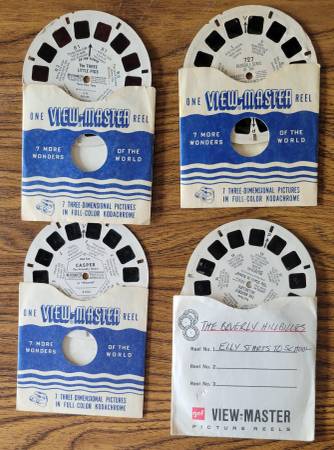 The THREE
LITTLE PIGS
ONE VIEW-MASTER REEL
7 MORE
WONDERS
OF THE
WORLD
7 THREE-DIMENSIONAL PICTURES
IN FULL-COLOR KODACHROME
727
ONE VIEW-MASTER REEL
7 MORE
WONDERS
OF THE
WORLD
7 THREE-DIMENSIONAL PICTURES
IN FULL-COLOR KODACHROME
CASPER
ONE VIEW-MASTER REEL
7 MORE
WONDERS
OF THE
WORLD
7 THREE-DIMENSIONAL PICTURES
IN FULL-COLOR KODACHROME
THE BEVERLY HILLBILLIES
Reel No. 1 ELLY STARTS TO SCHOOL
Reel No. 2
Reel No. 3
gaf VIEW-MASTER
PICTURE REELS